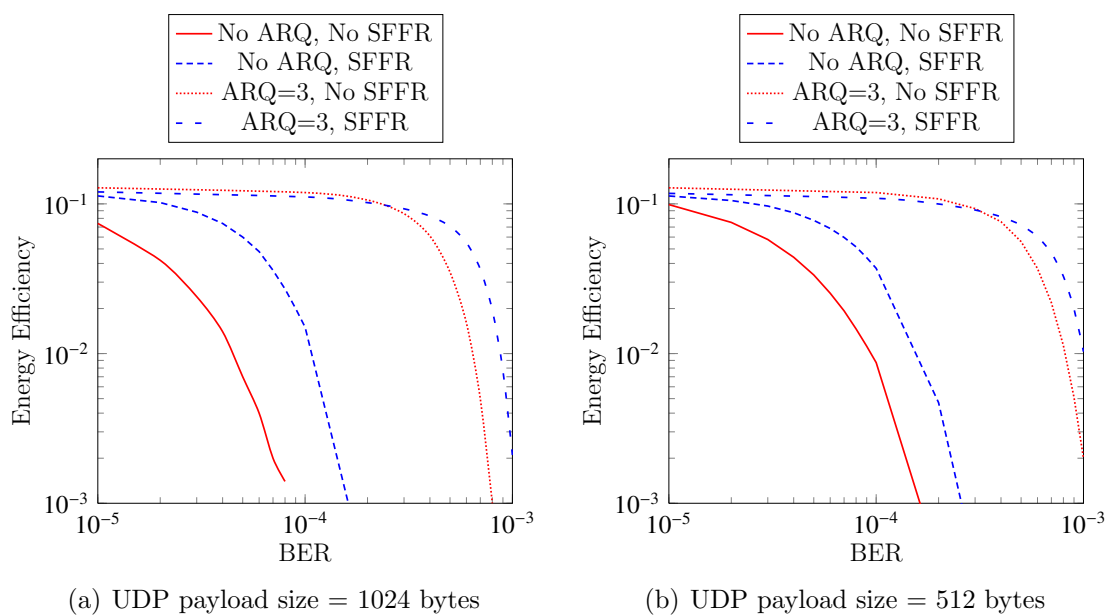 No ARQ, No SFFR
No ARQ, SFFR
ARQ=3, No SFFR
ARQ=3, SFFR
10⁻¹
10⁻²
10⁻³
Energy Efficiency
10⁻⁵
10⁻⁴
10⁻³
BER
(a) UDP payload size = 1024 bytes
No ARQ, No SFFR
No ARQ, SFFR
ARQ=3, No SFFR
ARQ=3, SFFR
10⁻¹
10⁻²
10⁻³
Energy Efficiency
10⁻⁵
10⁻⁴
10⁻³
BER
(b) UDP payload size = 512 bytes